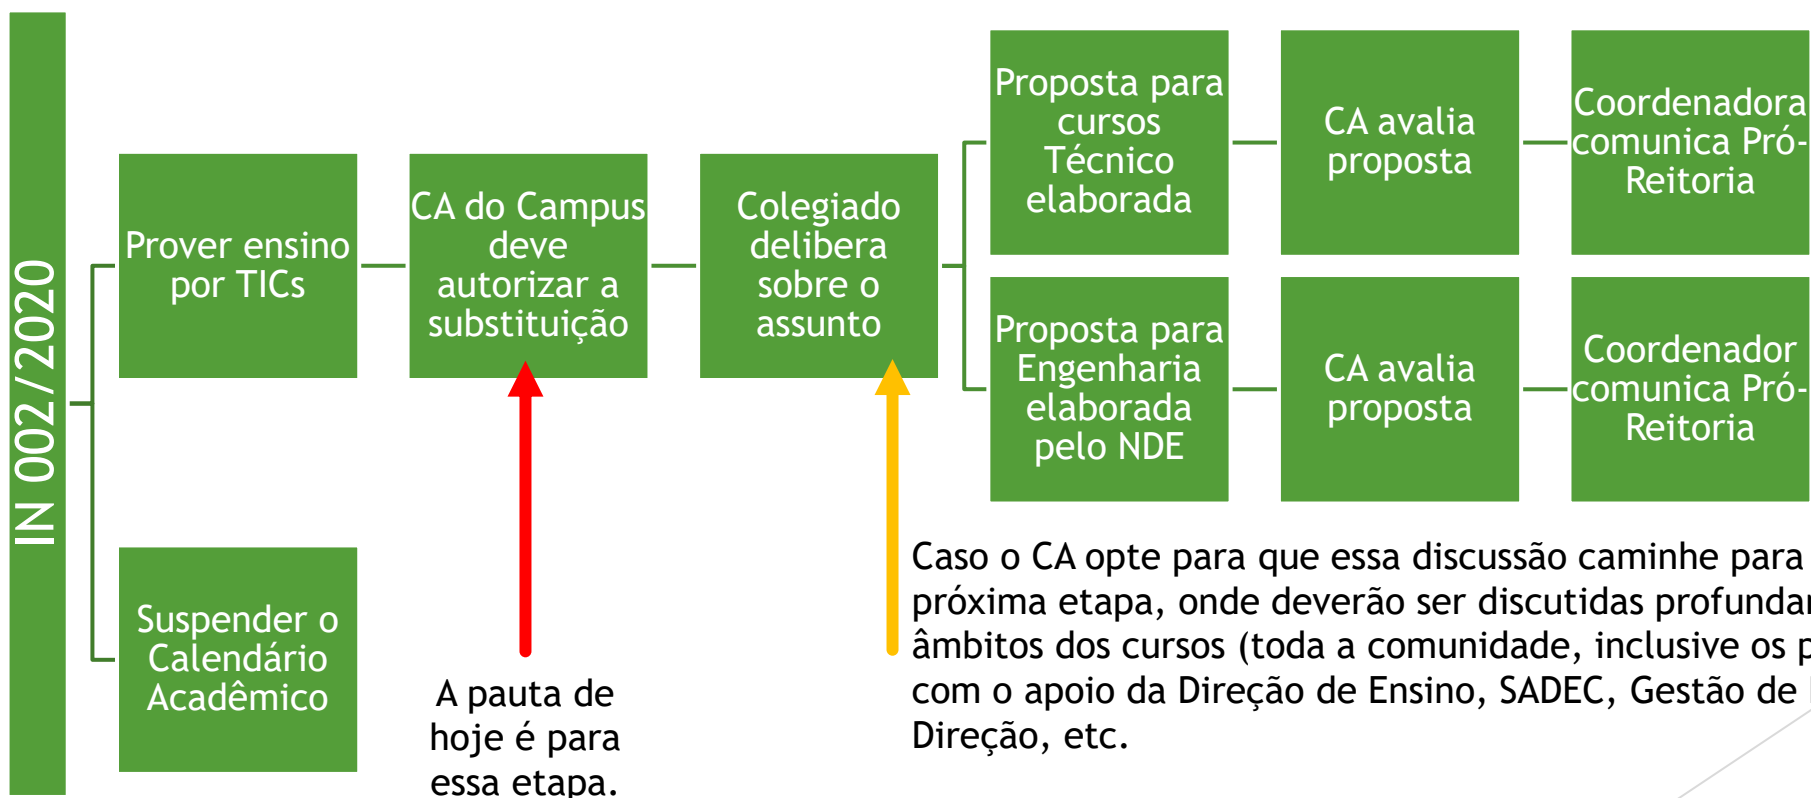 IN 002/2020
Prover ensino
por TICs
Suspender o
Calendário
Acadêmico
CA do Campus
deve
autorizar a
substituição
Colegiado
delibera
sobre o
assunto
Proposta para
cursos
Técnico
elaborada
CA avalia
proposta
Coordenadora
comunica Pró-
Reitoria
Proposta para
Engenharia
elaborada
pelo NDE
CA avalia
proposta
Coordenador
comunica Pró-
Reitoria
A pauta de
hoje é para
essa etapa.
Caso o CA opte para que essa discussão caminhe para
próxima etapa, onde deverão ser discutidas
âmbitos dos cursos (toda a comunidade, inclusive os
com o apoio da Direção de Ensino, SADEC, Gestão de
Direção, etc.